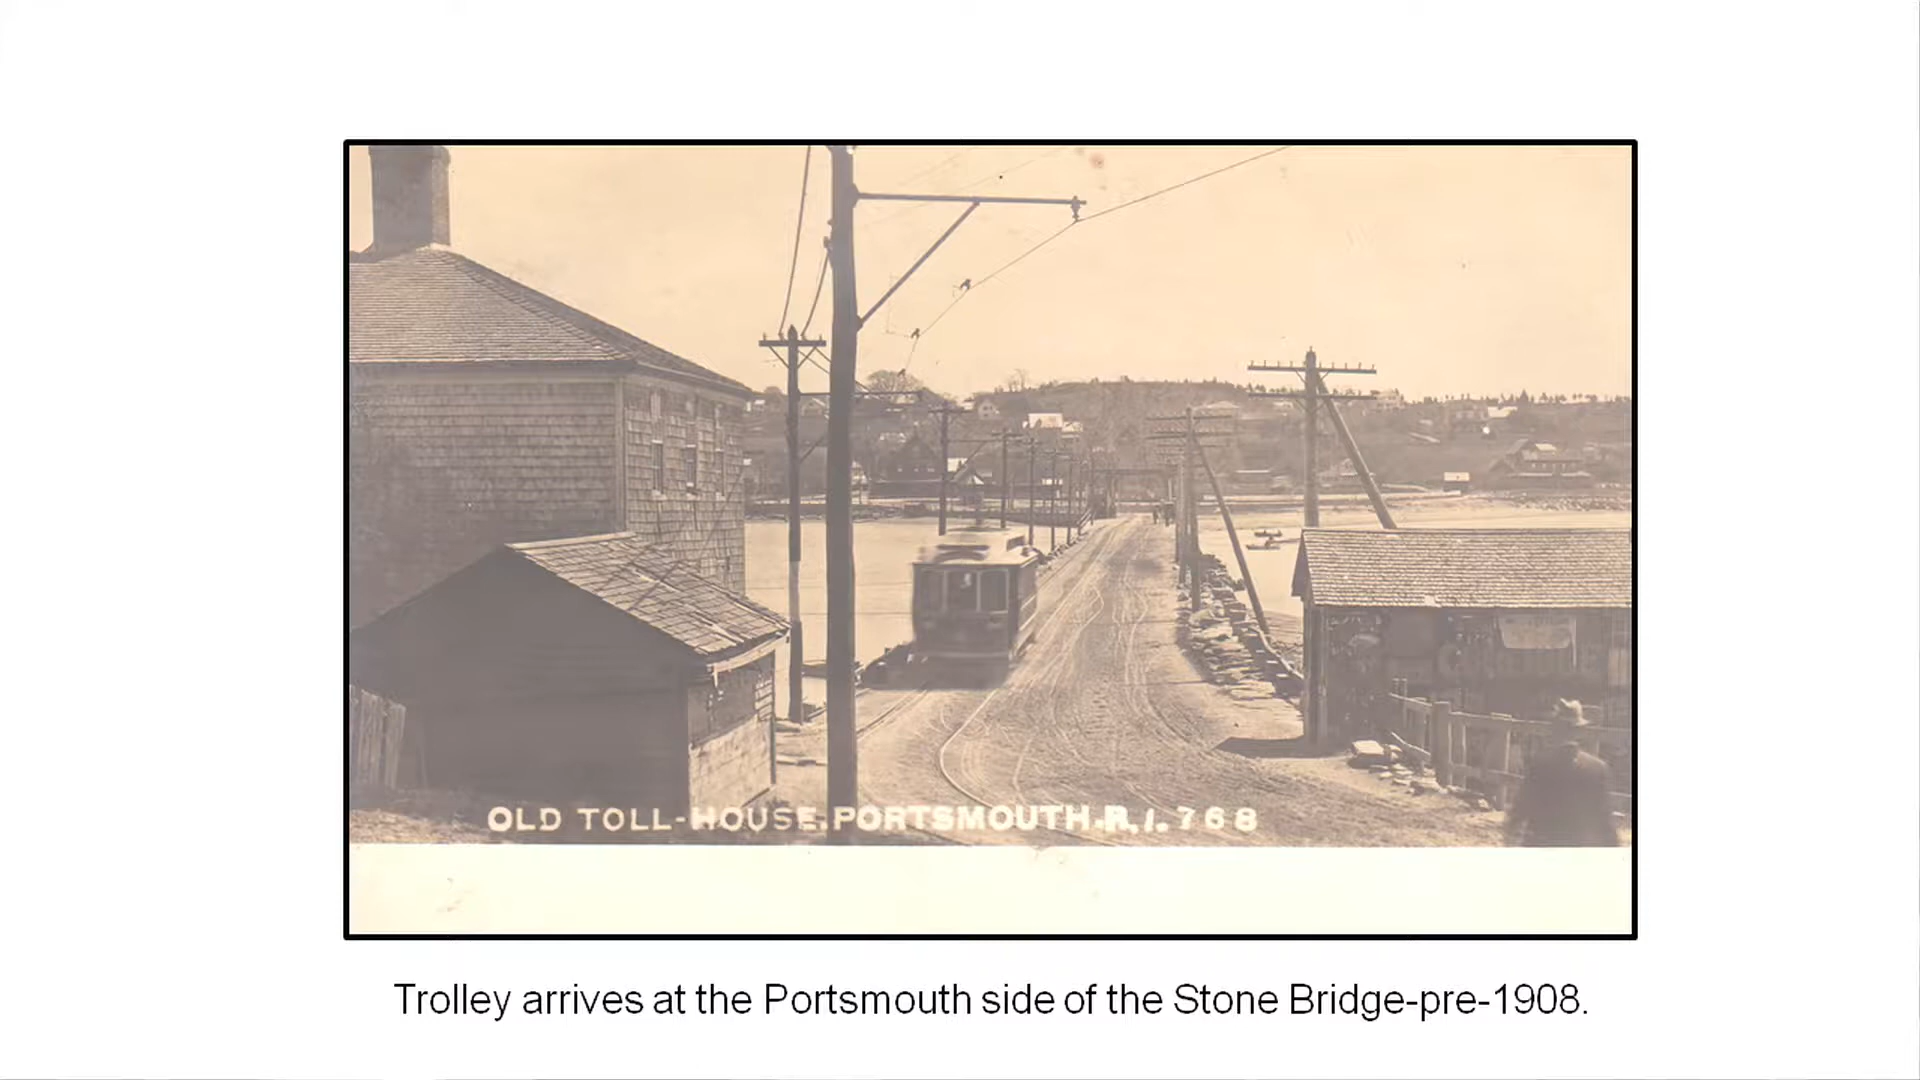 OLD TOLL-HOUSE.PORTSMOUTH.R.I.768
Trolley arrives at the Portsmouth side of the Stone Bridge-pre-1908.